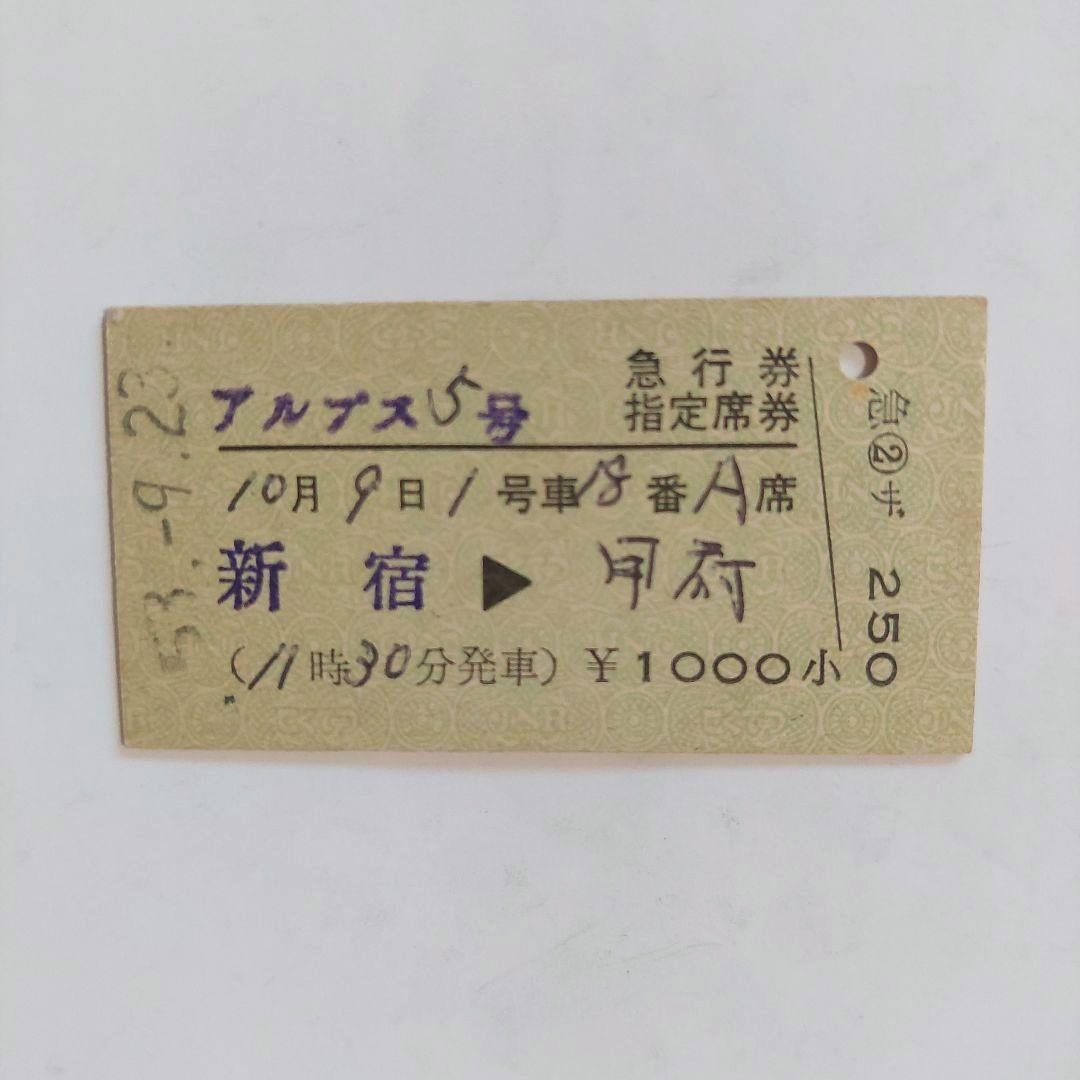 53.-9.23
アルプス5号
急行券
指定席券
10月9日1号車18番A席
新宿▶甲府
(11時30分発車)¥1000小
急②ザ 250